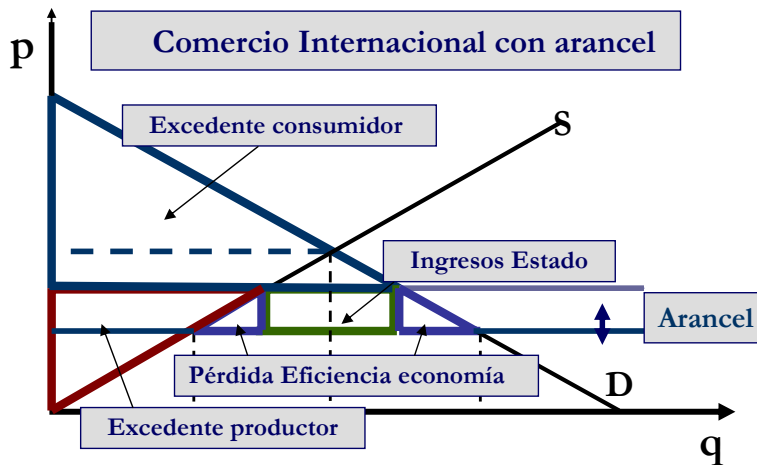 Comercio Internacional con arancel
p
Excedente consumidor
S
Ingresos Estado
Arancel
Pérdida Eficiencia economía
D
Excedente productor
q